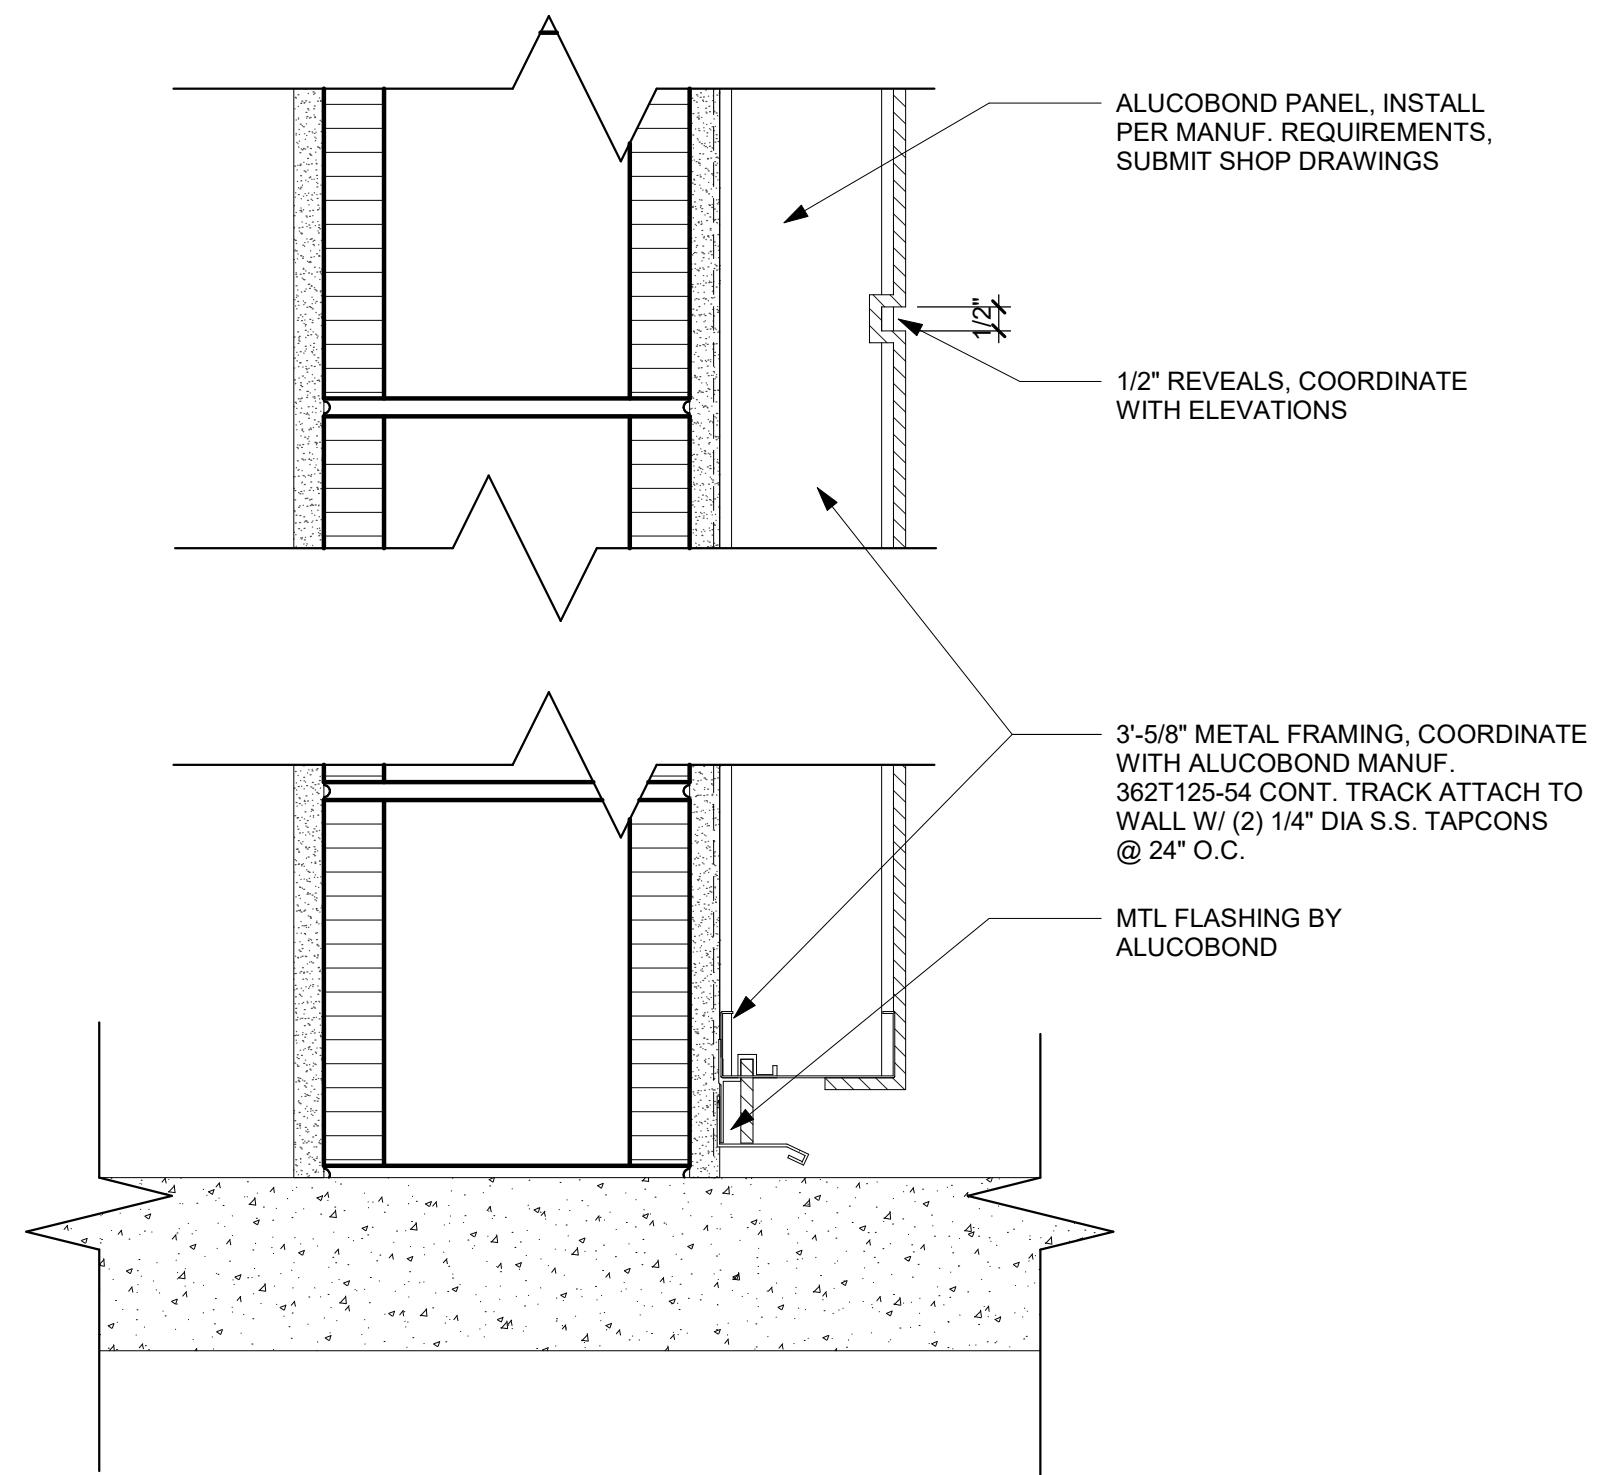 ALUCOBOND PANEL, INSTALL
PER MANUF. REQUIREMENTS,
SUBMIT SHOP DRAWINGS
1/2"
1/2" REVEALS, COORDINATE
WITH ELEVATIONS
3'-5/8" METAL FRAMING, COORDINATE
WITH ALUCOBOND MANUF.
362T125-54 CONT. TRACK ATTACH TO
WALL W/ (2) 1/4" DIA S.S. TAPCONS
@ 24" O.C.
MTL FLASHING BY
ALUCOBOND